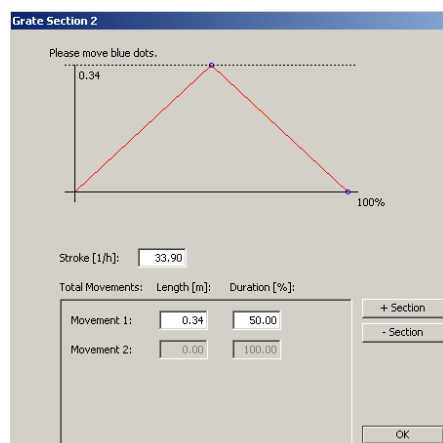 Grate Section 2
Please move blue dots.
0.34
100%
Stroke [1/h]: 33.90
Total Movements: Length [m]: Duration [%]:
+ Section
Movement 1: 0.34 50.00
- Section
Movement 2: 0.00 100.00
OK